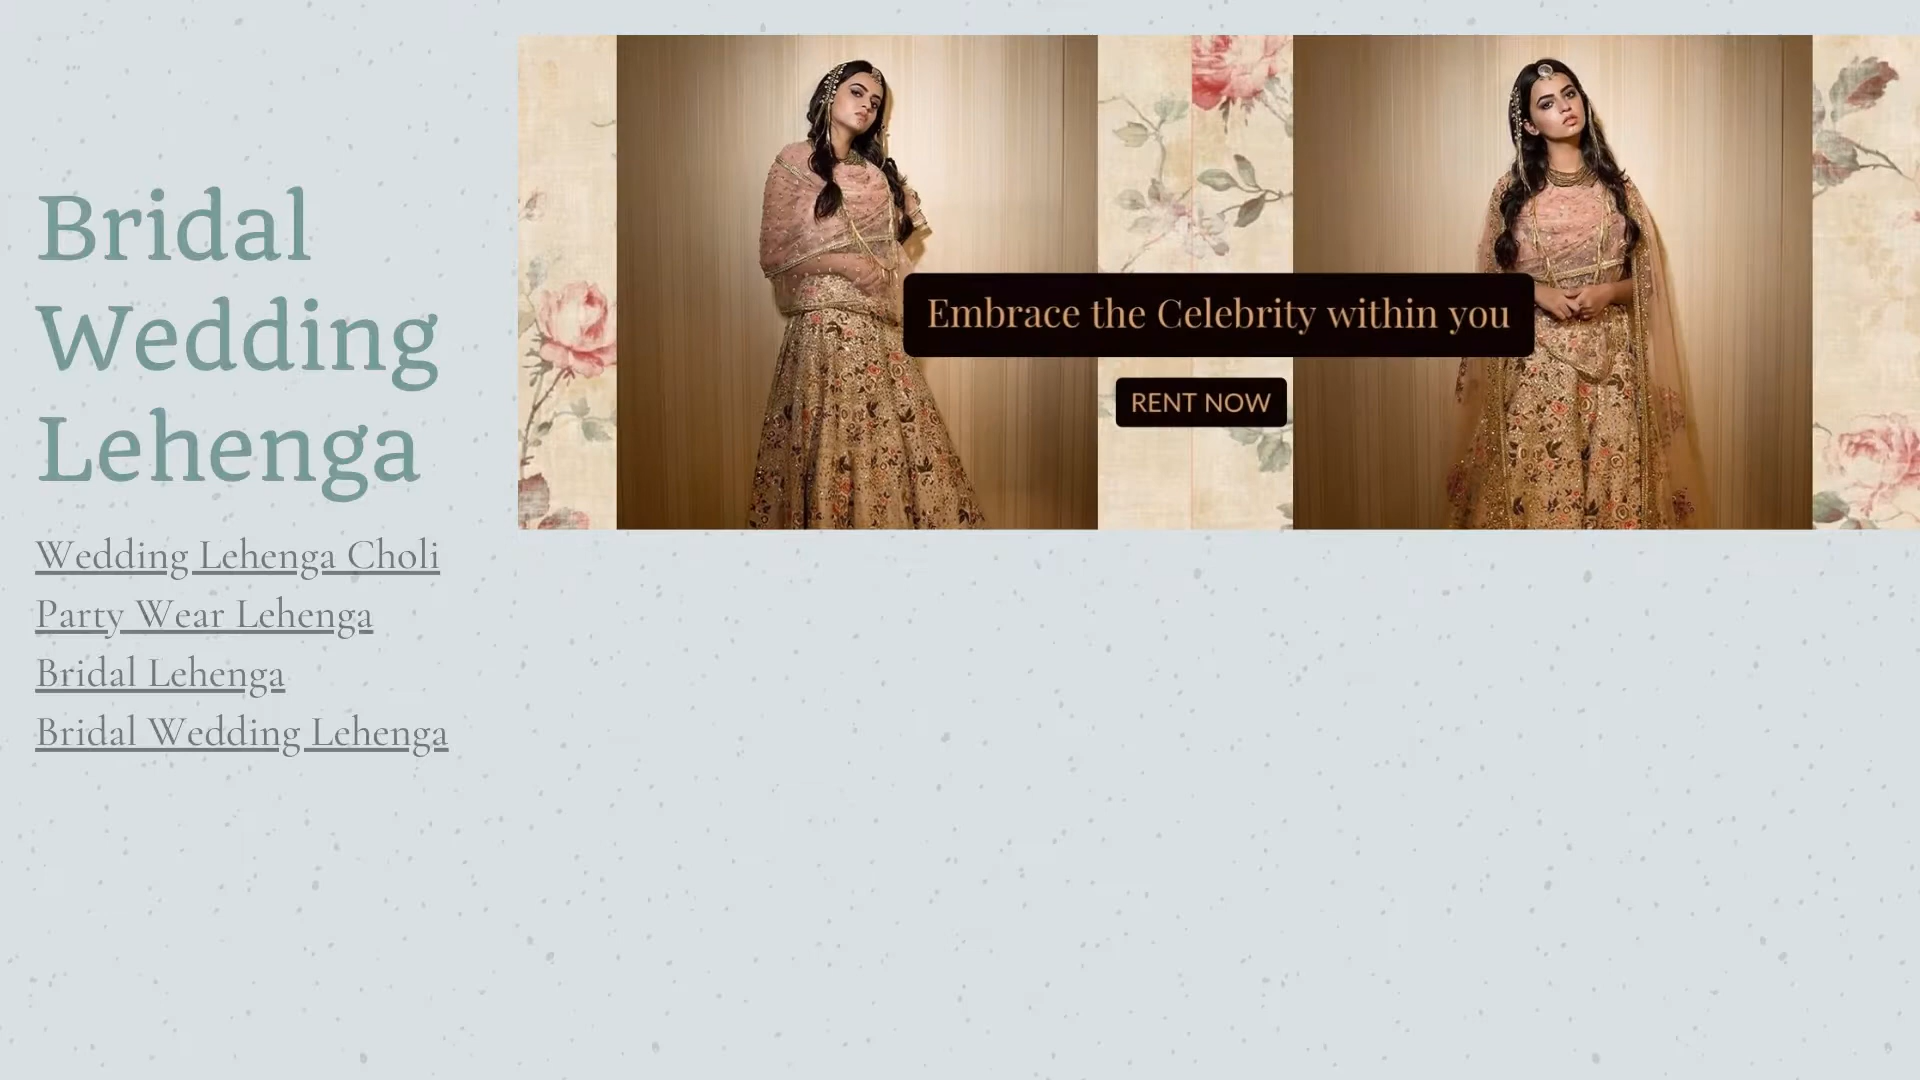 Bridal
Wedding
Lehenga
Wedding Lehenga Choli
Party Wear Lehenga
Bridal Lehenga
Bridal Wedding Lehenga
Embrace the Celebrity within you
RENT NOW